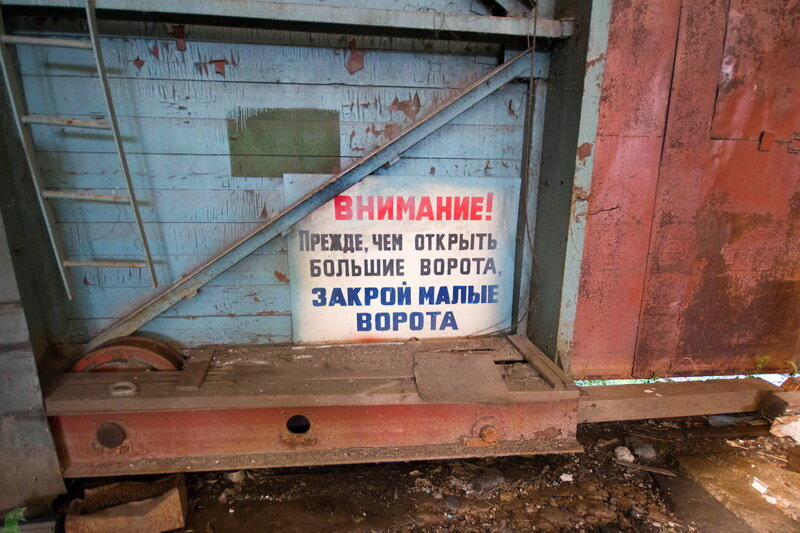 ВНИМАНИЕ!
ПРЕЖДЕ, ЧЕМ ОТКРЫТЬ
БОЛЬШИЕ ВОРОТА,
ЗАКРОЙ МАЛЫЕ
ВОРОТА